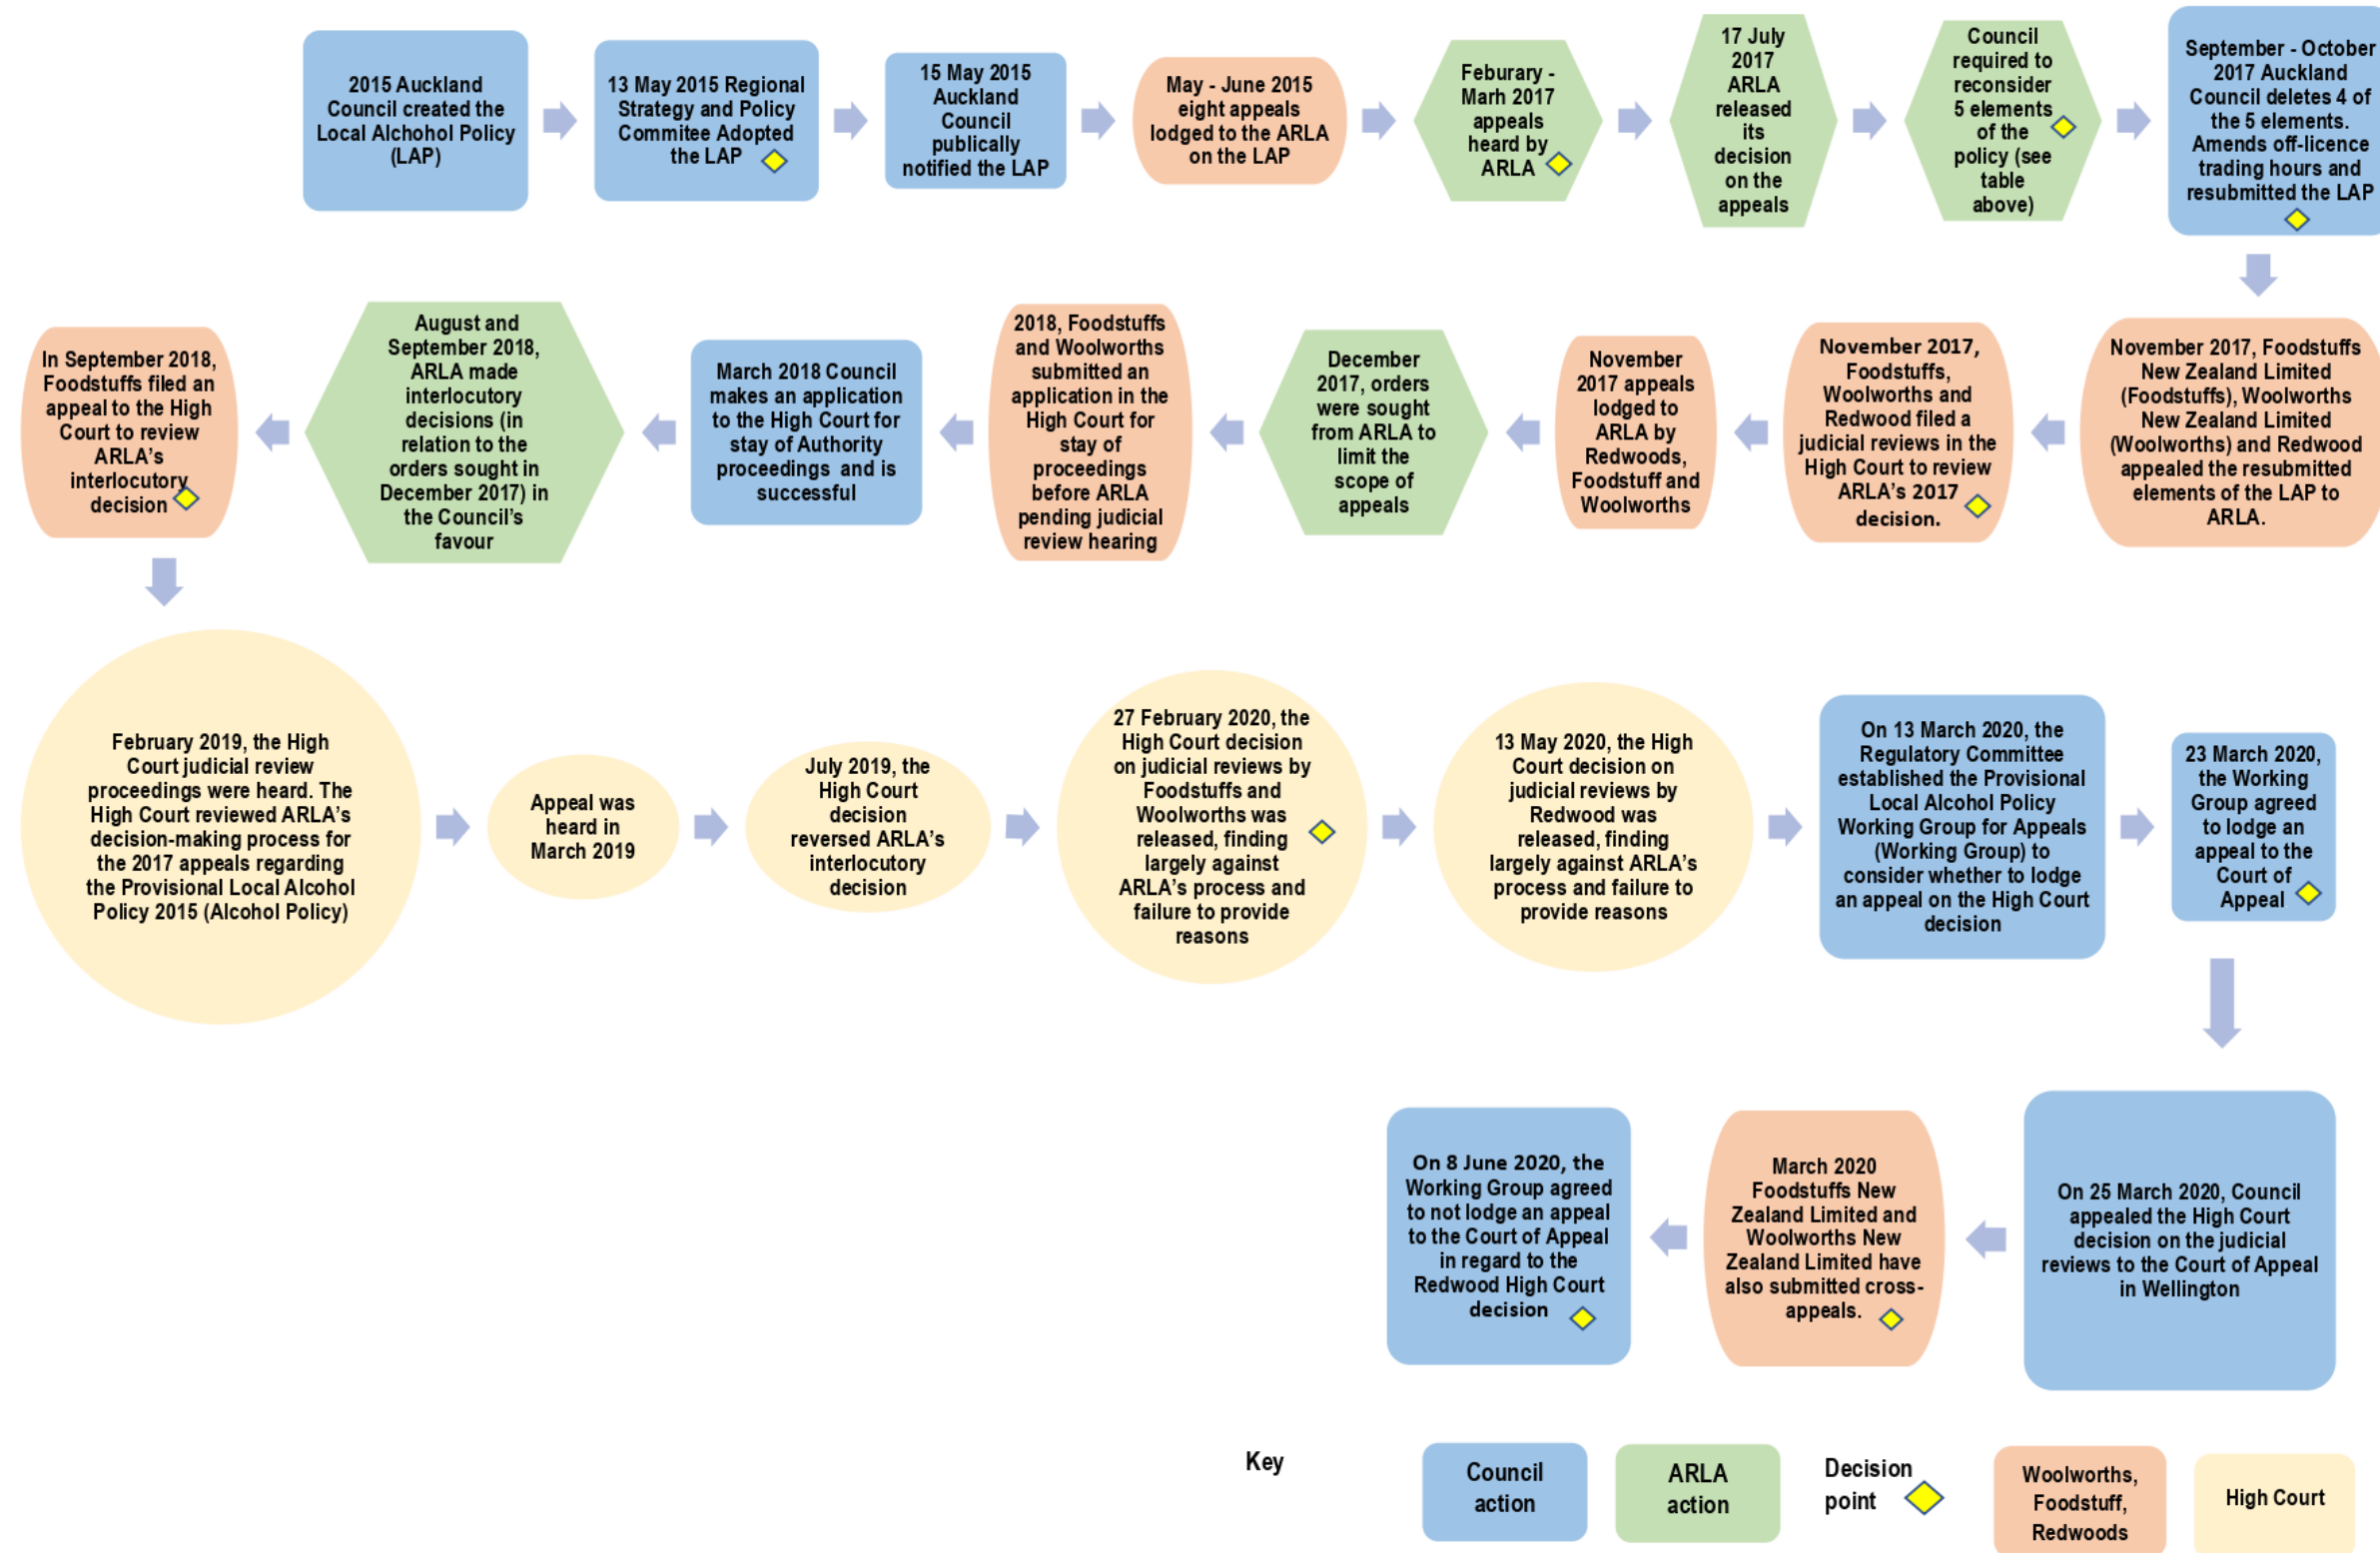 2015 Auckland
Council created the
Local Alchohol Policy
(LAP)
13 May 2015 Regional
Strategy and Policy
Commitee Adopted
the LAP
15 May 2015
Auckland
Council
publically
notified the LAP
May - June 2015
eight appeals
lodged to the ARLA
on the LAP
Feburary -
Marh 2017
appeals
heard by
ARLA
17 July
2017
ARLA
released
its
decision
on the
appeals
Council
required to
reconsider
5 elements
of the
policy (see
table
above)
September - October
2017 Auckland
Council deletes 4 of
the 5 elements.
Amends off-licence
trading hours and
resubmitted the LAP
November 2017, Foodstuffs
New Zealand Limited
(Foodstuffs), Woolworths
New Zealand Limited
(Woolworths) and Redwood
appealed the resubmitted
elements of the LAP to
ARLA.
November 2017,
Foodstuffs,
Woolworths and
Redwood filed a
judicial reviews in the
High Court to review
ARLA's 2017
decision.
November
2017 appeals
lodged to
ARLA by
Redwoods,
Foodstuff and
Woolworths
December
2017, orders
were sought
from ARLA to
limit the
scope of
appeals
2018, Foodstuffs
and Woolworths
submitted an
application in the
High Court for
stay of
proceedings
before ARLA
pending judicial
review hearing
March 2018 Council
makes an application
to the High Court for
stay of Authority
proceedings and is
successful
August and
September 2018,
ARLA made
interlocutory
decisions (in
relation to the
orders sought in
December 2017) in
the Council's
favour
In September 2018,
Foodstuffs filed an
appeal to the High
Court to review
ARLA's
interlocutory
decision
February 2019, the High
Court judicial review
proceedings were heard. The
High Court reviewed ARLA's
decision-making process for
the 2017 appeals regarding
the Provisional Local Alcohol
Policy 2015 (Alcohol Policy)
Appeal was
heard in
March 2019
July 2019, the
High Court
decision
reversed ARLA's
interlocutory
decision
27 February 2020, the
High Court decision
on judicial reviews by
Foodstuffs and
Woolworths was
released, finding
largely against
ARLA's process and
failure to provide
reasons
13 May 2020, the High
Court decision on
judicial reviews by
Redwood was
released, finding
largely against ARLA's
process and failure to
provide reasons
On 13 March 2020, the
Regulatory Committee
established the Provisional
Local Alcohol Policy
Working Group for Appeals
(Working Group) to
consider whether to lodge
an appeal on the High Court
decision
23 March 2020,
the Working
Group agreed
to lodge an
appeal to the
Court of
Appeal
On 25 March 2020, Council
appealed the High Court
decision on the judicial
reviews to the Court of Appeal
in Wellington
March 2020
Foodstuffs New
Zealand Limited and
Woolworths New
Zealand Limited have
also submitted cross-
appeals.
On 8 June 2020, the
Working Group agreed
to not lodge an appeal
to the Court of Appeal
in regard to the
Redwood High Court
decision
Key
Council
action
ARLA
action
Decision
point
Woolworths,
Foodstuff,
Redwoods
High Court